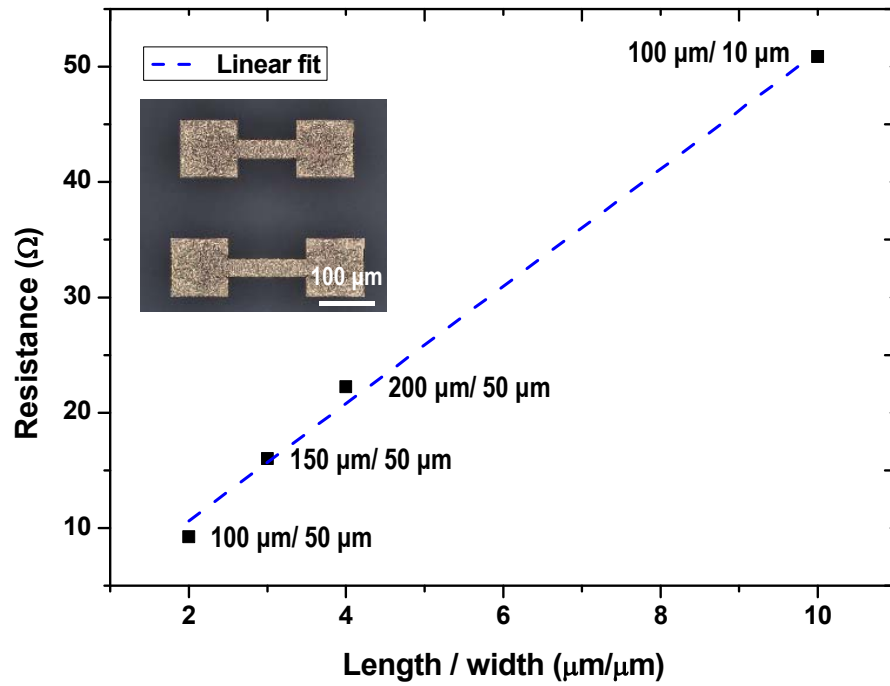 Linear fit
100 µm/ 10 µm
100 µm
200 µm/ 50 µm
150 µm/ 50 µm
100 µm/ 50 µm
50
40
30
20
10
2
4
6
8
10
Resistance (Ω)
Length / width (µm/µm)